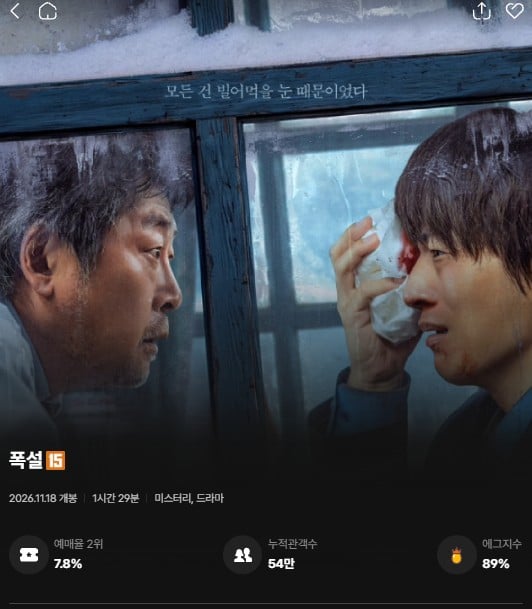 모든 건 빌어먹을 눈 때문이었다
폭설 15
2026.11.18 개봉 1시간 29분 미스터리, 드라마
예매율 2위 누적관객수 에그지수
7.8% 54만 89%